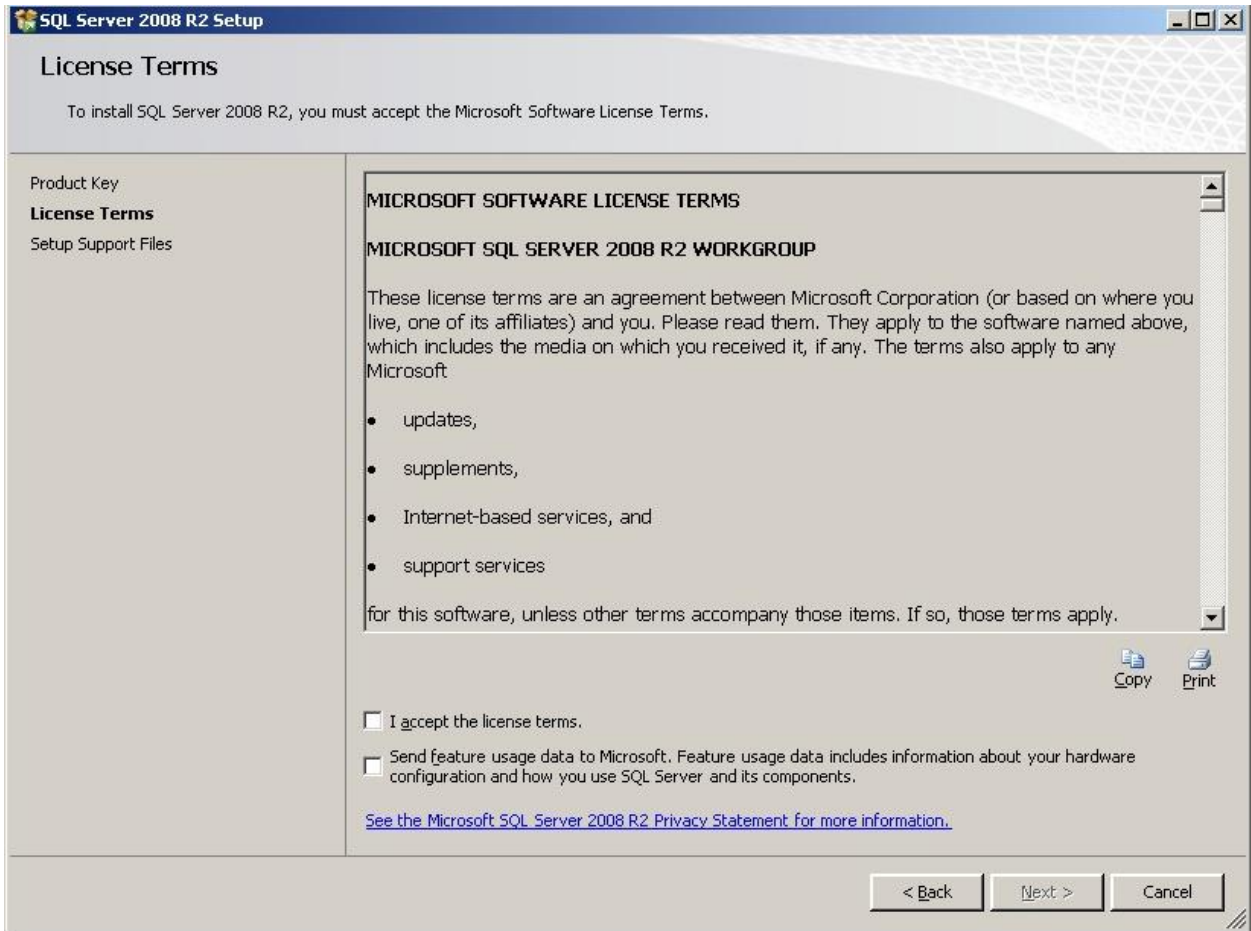 SQL Server 2008 R2 Setup
License Terms
To install SQL Server 2008 R2, you must accept the Microsoft Software License Terms.
Product Key
License Terms
Setup Support Files
MICROSOFT SOFTWARE LICENSE TERMS
MICROSOFT SQL SERVER 2008 R2 WORKGROUP
These license terms are an agreement between Microsoft Corporation (or based on where you
live, one of its affiliates) and you. Please read them. They apply to the software named above,
which includes the media on which you received it, if any. The terms also apply to any
Microsoft
• updates,
• supplements,
• Internet-based services, and
• support services
for this software, unless other terms accompany those items. If so, those terms apply.
Copy Print
I accept the license terms.
Send feature usage data to Microsoft. Feature usage data includes information about your hardware
configuration and how you use SQL Server and its components.
See the Microsoft SQL Server 2008 R2 Privacy Statement for more information.
< Back Next > Cancel